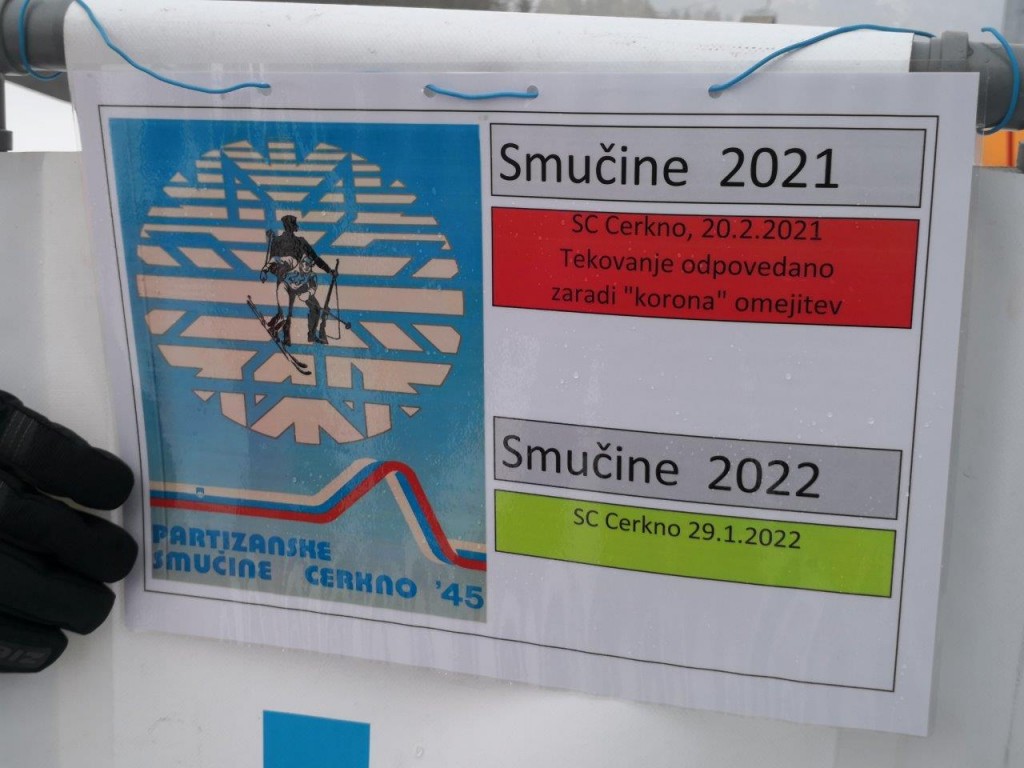 Smučine 2021
SC Cerkno, 20.2.2021
Tekovanje odpovedano
zaradi "korona" omejitev
Smučine 2022
SC Cerkno 29.1.2022
PARTIZANSKE
SMUČINE CERKNO '45